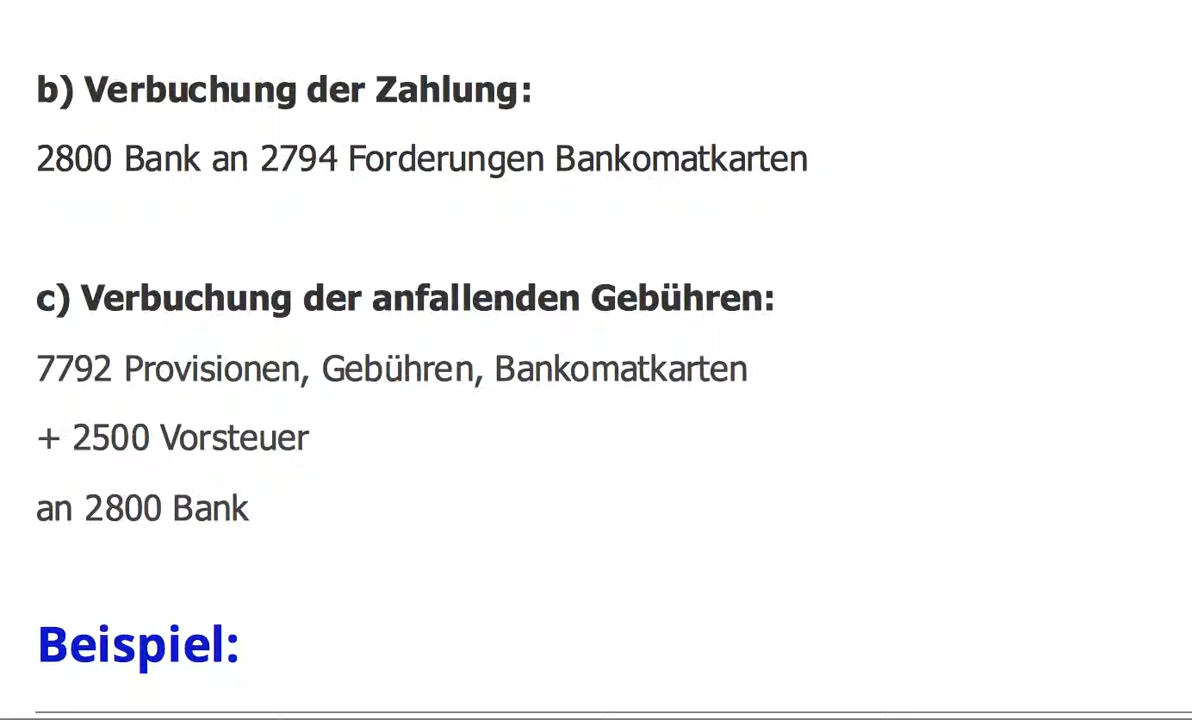 b) Verbuchung der Zahlung:
2800 Bank an 2794 Forderungen Bankomatkarten
c) Verbuchung der anfallenden Gebühren:
7792 Provisionen, Gebühren, Bankomatkarten
+ 2500 Vorsteuer
an 2800 Bank
Beispiel: